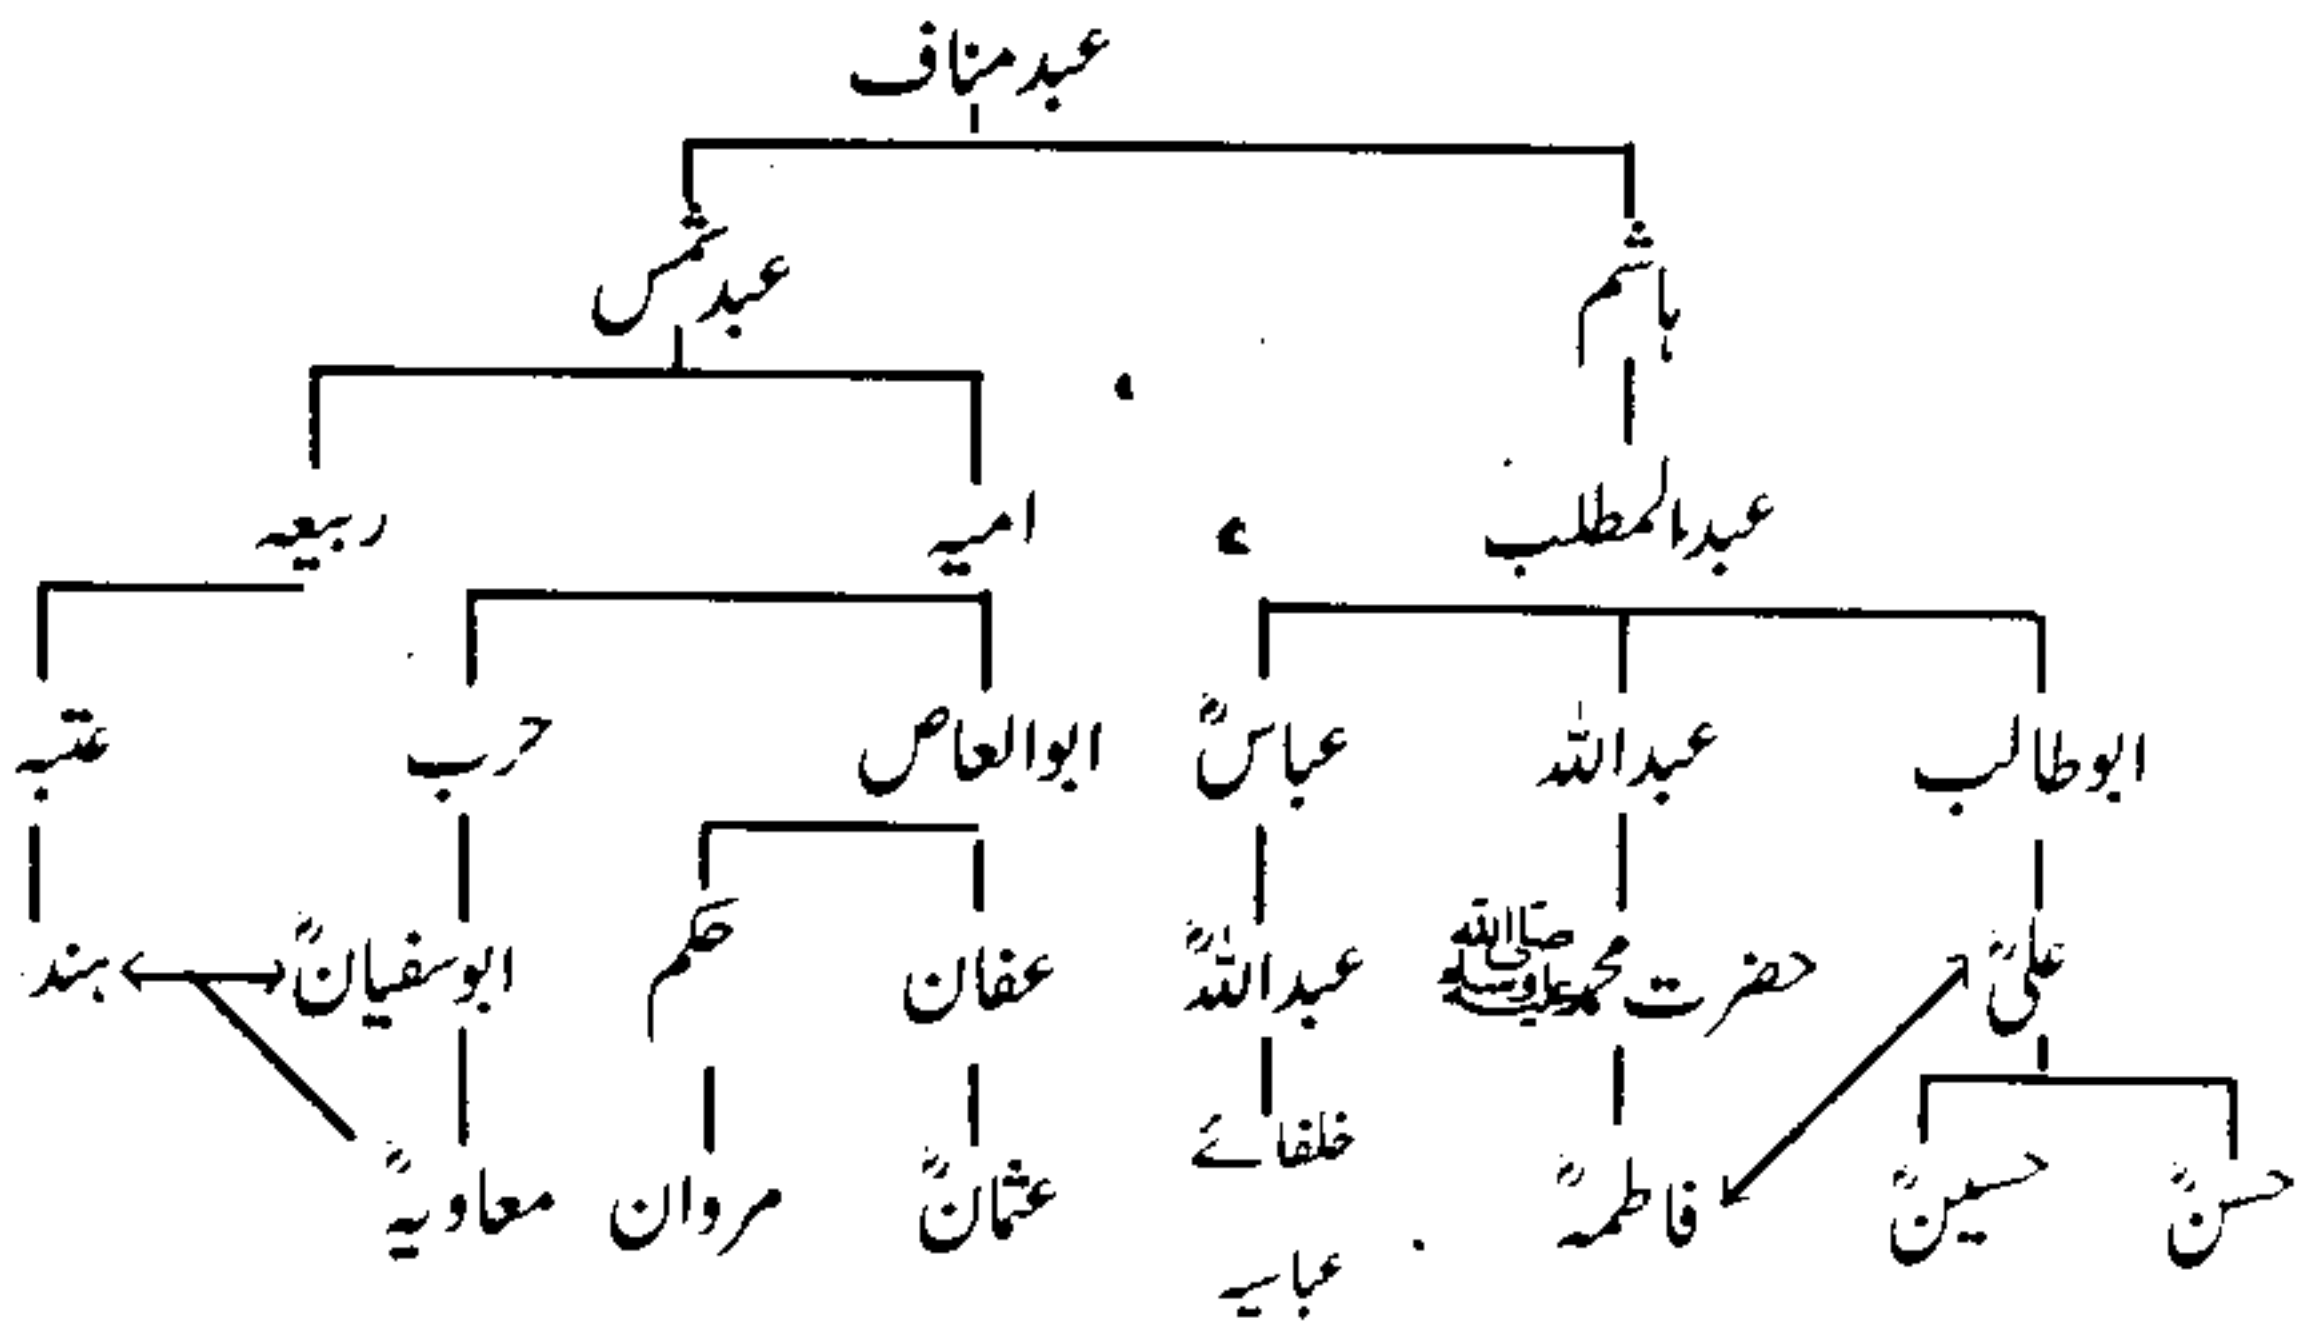 عبد مناف
ہاشم عبد شمس
عبدالمطلب امیہ ربیعہ
ابوطالب عبداللہ عباسؓ ابوالعاص حرب عتبہ
علیؓ حضرت محمد صلی اللہ علیہ وسلم عبداللہؓ عفان حکم ابوسفیانؓ ہند
حسنؓ حسینؓ فاطمہؓ خلفائے عثمانؓ مروان معاویہؓ
عباسیہ